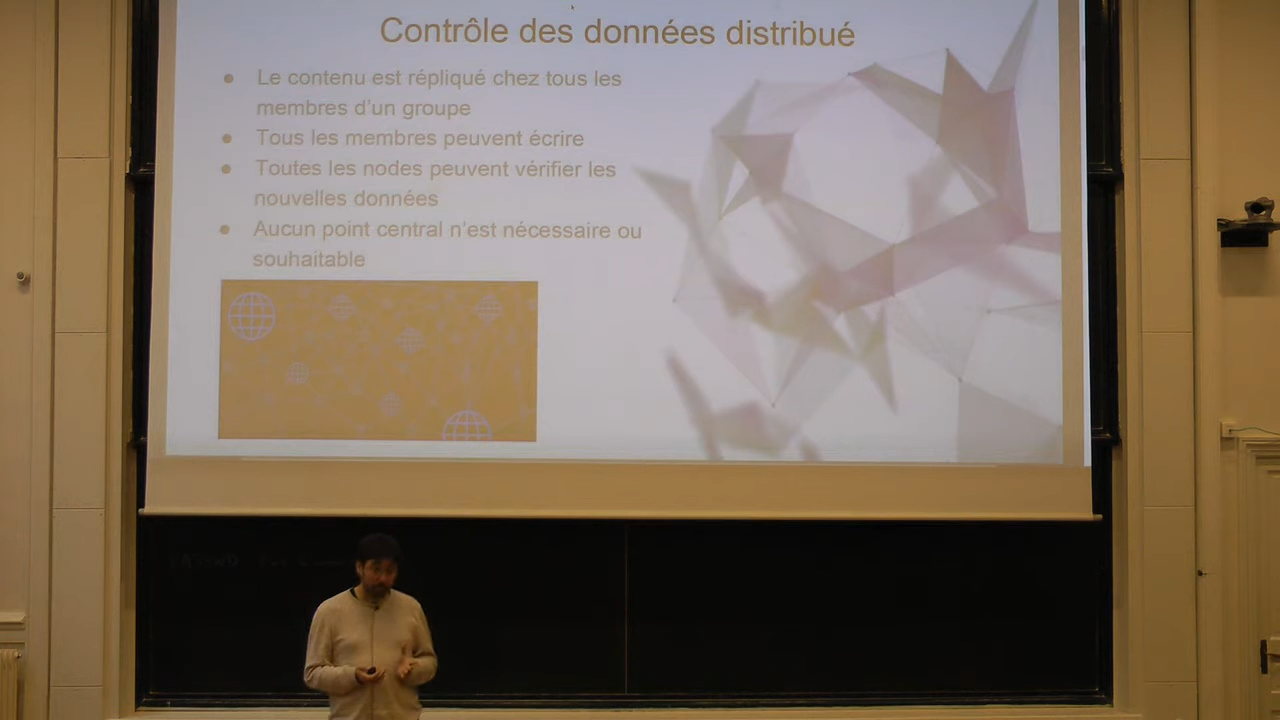 Contrôle des données distribué
● Le contenu est répliqué chez tous les
membres d'un groupe
● Tous les membres peuvent écrire
● Toutes les nodes peuvent vérifier les
nouvelles données
● Aucun point central n'est nécessaire ou
souhaitable